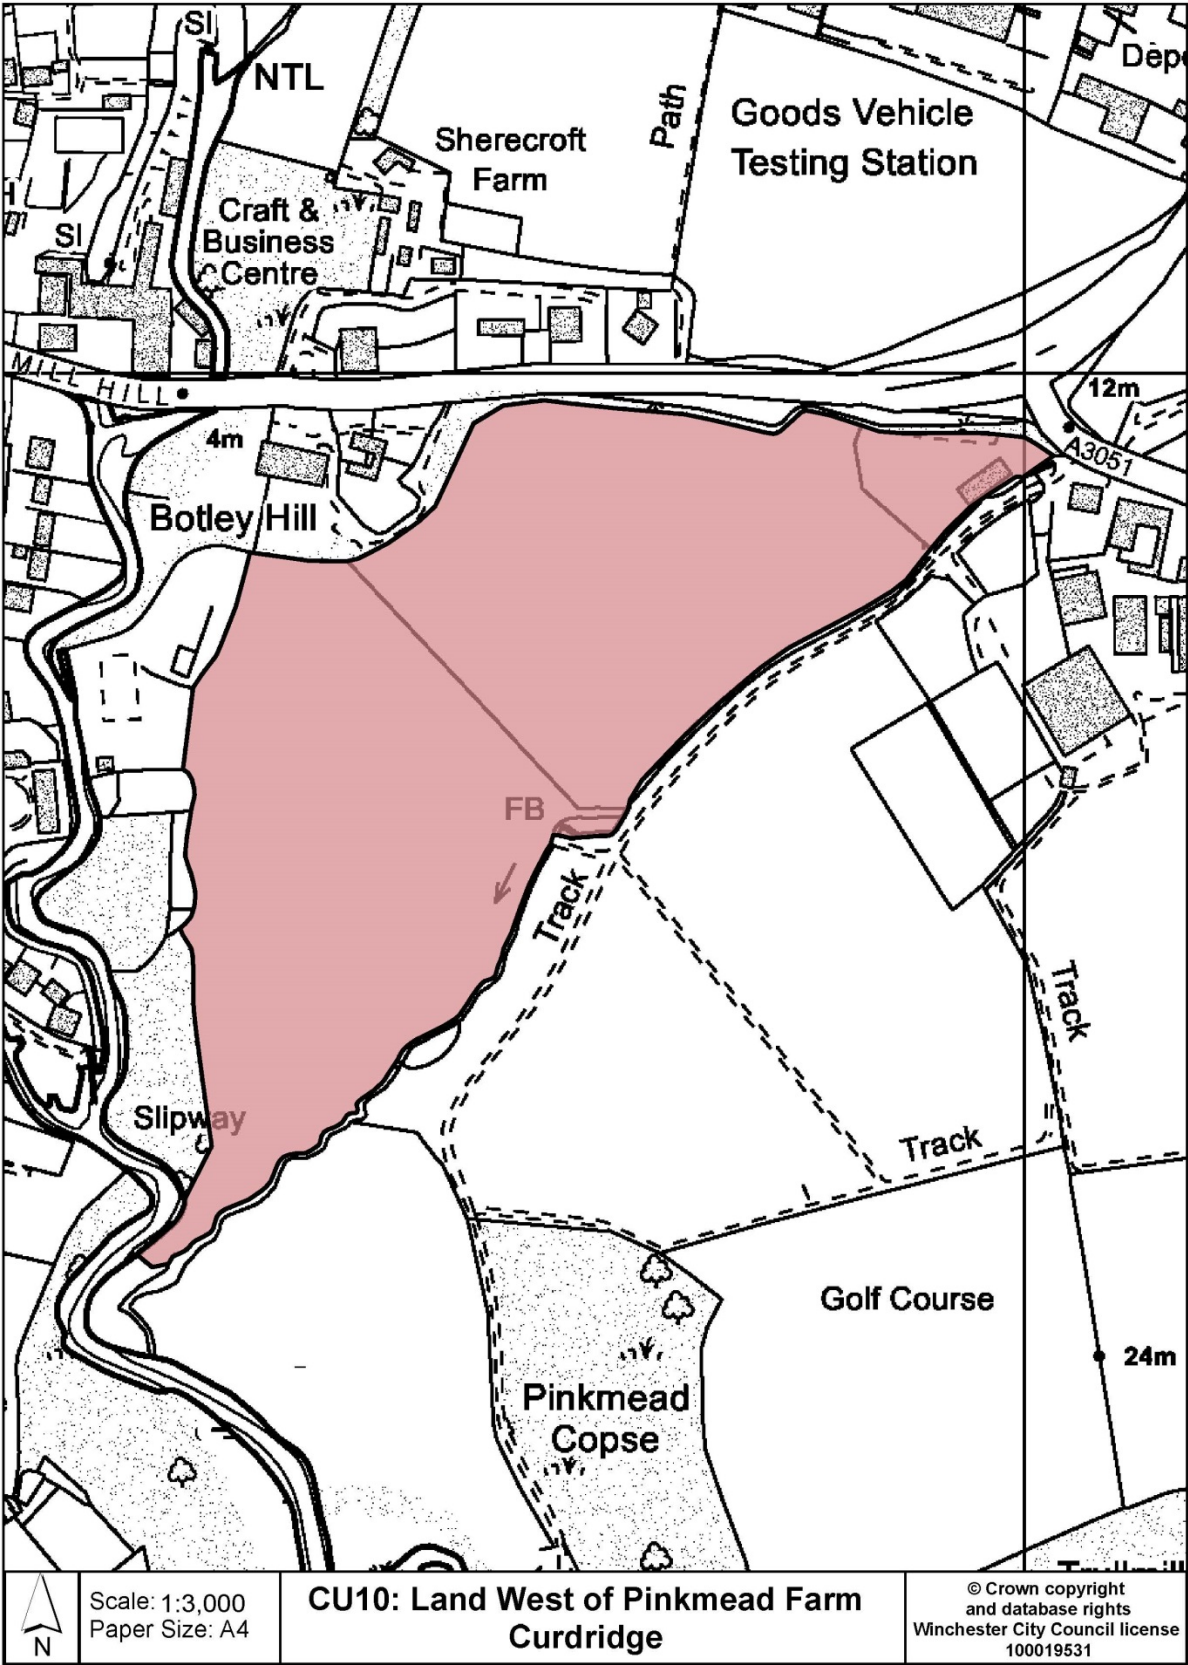 SI
NTL
Path
Goods Vehicle
Testing Station
Sherecroft
Farm
Craft &
Business
Centre
SI
MILL HILL
4m
12m
A3051
Botley Hill
FB
Track
Track
Slipway
Track
Golf Course
24m
Pinkmead
Copse
N
Scale: 1:3,000
Paper Size: A4
CU10: Land West of Pinkmead Farm
Curdridge
© Crown copyright
and database rights
Winchester City Council license
100019531